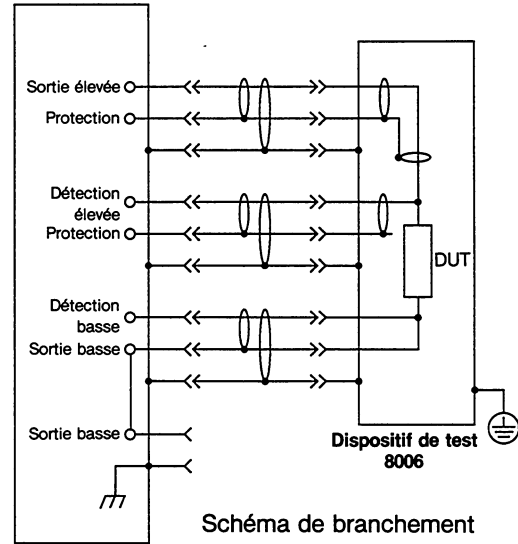 Sortie élevée
Protection
Détection
élevée
Protection
DUT
Détection
basse
Sortie basse
Sortie basse
Dispositif de test
8006
Schéma de branchement